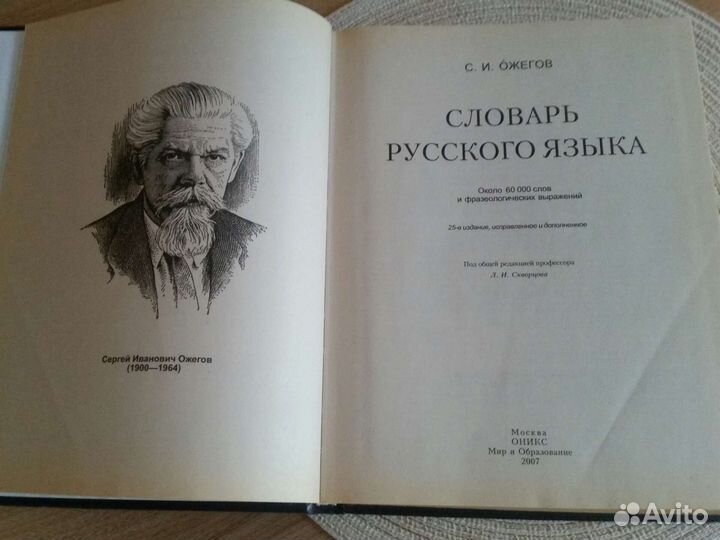 Сергей Иванович Ожегов
(1900—1964)
С. И. О́ЖЕГОВ
СЛОВАРЬ
РУССКОГО ЯЗЫКА
Около 60 000 слов
и фразеологических выражений
25-е издание, исправленное и дополненное
Под общей редакцией профессора
Л. И. Скворцова
Москва
ОНИКС
Мир и Образование
2007
Avito